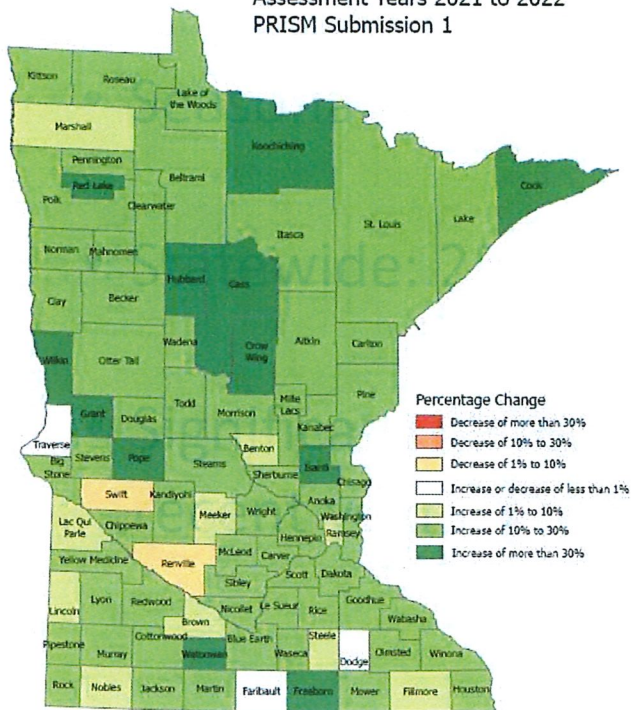 Assessment Years 2021 to 2022
PRISM Submission 1
Kittson
Roseau
Lake of
the Woods
Marshall
Koochiching
Pennington
Red Lake
Beltrami
Cook
Polk
Clearwater
Itasca
St. Louis
Lake
Norman
Mahnomen
Statewide: 2
Hubbard
Cass
Clay
Becker
Wadena
Crow
Wing
Aitkin
Carlton
Wilkin
Otter Tail
Pine
Todd
Morrison
Mille
Lacs
Kanabec
Grant
Douglas
Traverse
Benton
Big
Stone
Stevens
Pope
Stearns
Isanti
Sherburne
Chisago
Swift
Kandiyohi
Anoka
Meeker
Wright
Washington
Lac Qui
Parle
Chippewa
Hennepin
Ramsey
McLeod
Carver
Yellow Medicine
Renville
Scott
Dakota
Sibley
Lincoln
Lyon
Redwood
Nicollet
Le Sueur
Rice
Goodhue
Wabasha
Brown
Pipestone
Murray
Cottonwood
Watonwan
Blue Earth
Waseca
Steele
Dodge
Olmsted
Winona
Rock
Nobles
Jackson
Martin
Faribault
Freeborn
Mower
Fillmore
Houston
Percentage Change
Decrease of more than 30%
Decrease of 10% to 30%
Decrease of 1% to 10%
Increase or decrease of less than 1%
Increase of 1% to 10%
Increase of 10% to 30%
Increase of more than 30%